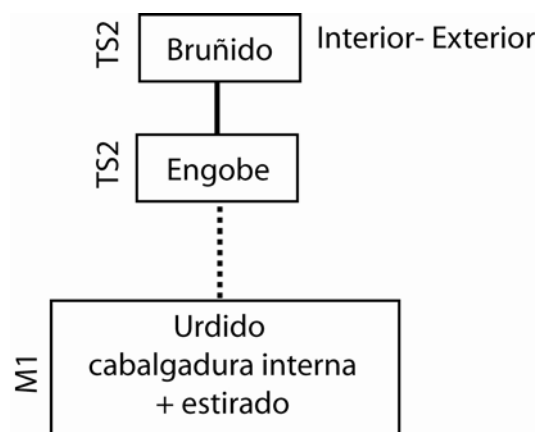 TS2
Bruñido
Interior- Exterior
TS2
Engobe
M1
Urdido
cabalgadura interna
+ estirado